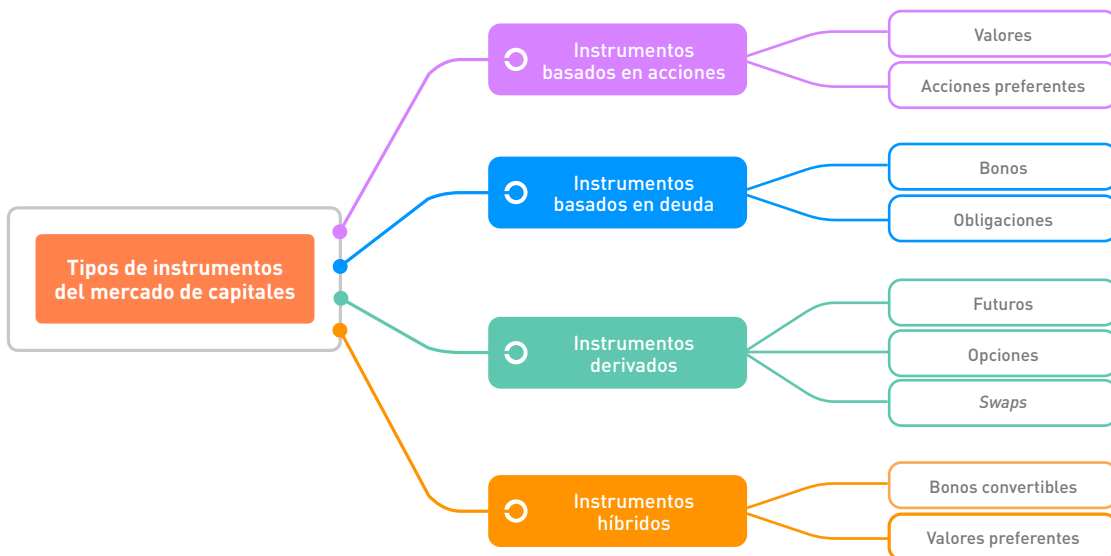 Tipos de instrumentos
del mercado de capitales
Instrumentos
basados en acciones
Valores
Acciones preferentes
Instrumentos
basados en deuda
Bonos
Obligaciones
Instrumentos
derivados
Futuros
Opciones
Swaps
Instrumentos
híbridos
Bonos convertibles
Valores preferentes